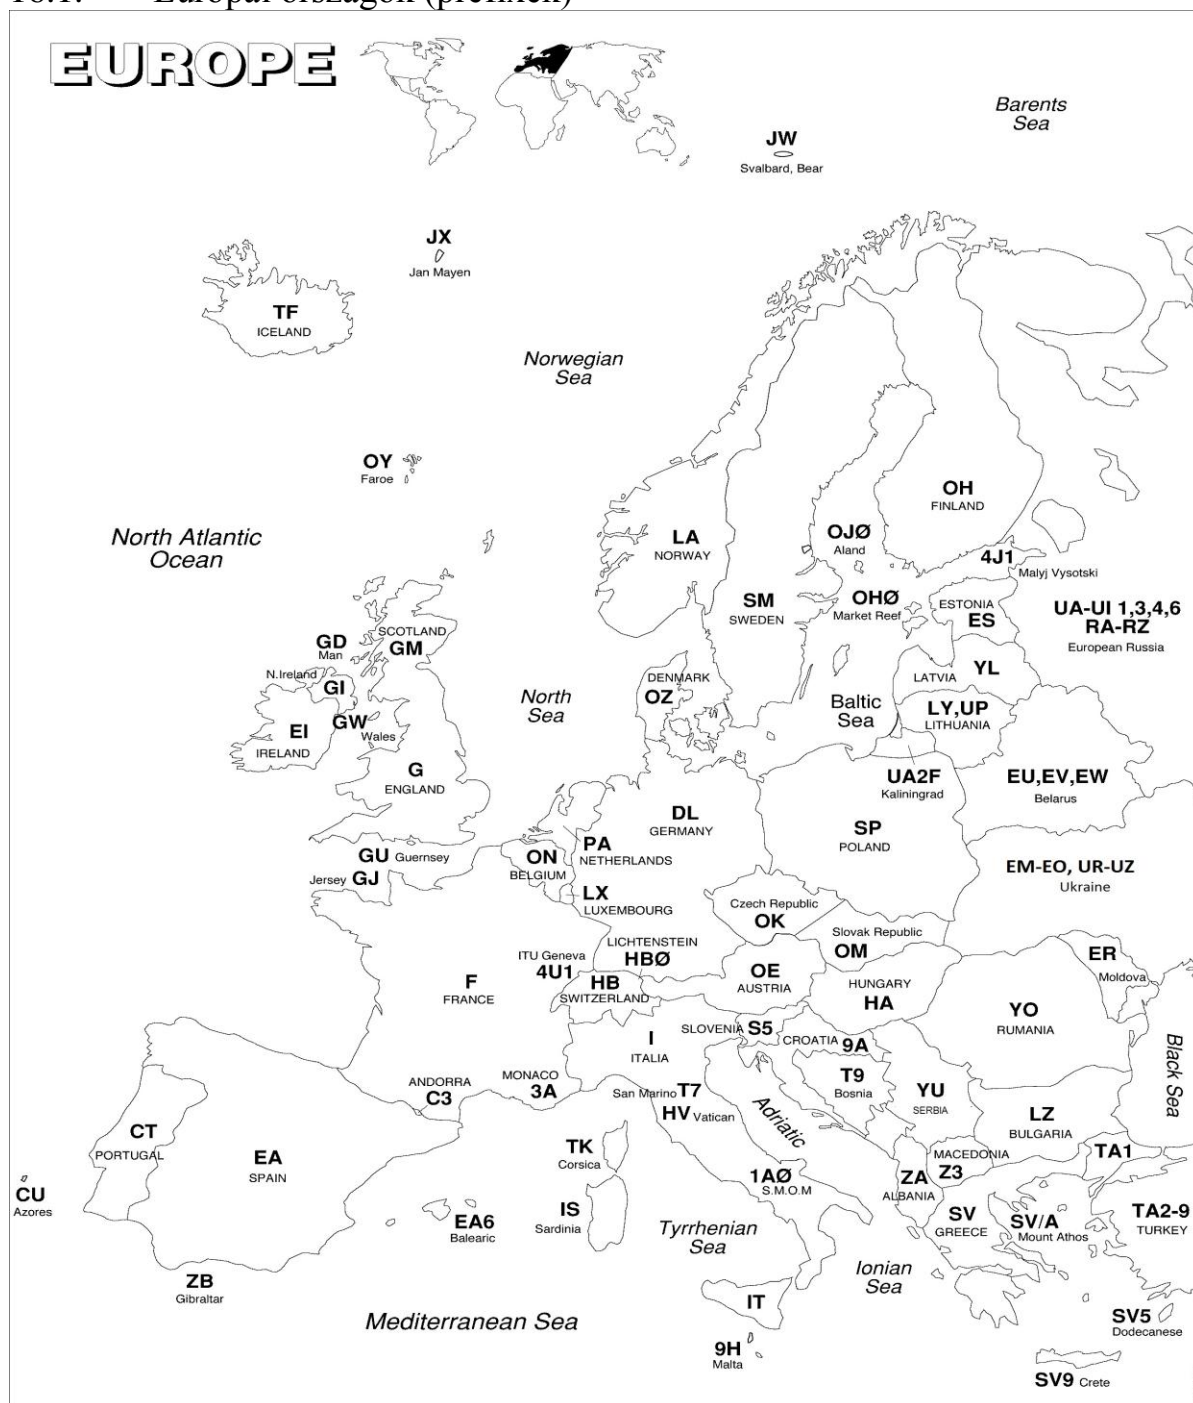 18.1. Európai országok (prefixek)
EUROPE
Barents
Sea
JW
Svalbard, Bear
JX
Jan Mayen
TF
ICELAND
Norwegian
Sea
OY
Faroe
OH
FINLAND
North Atlantic
Ocean
LA
NORWAY
OJØ
Aland
4J1
Malyj Vysotski
SM
SWEDEN
OHØ
Market Reef
ESTONIA
ES
UA-UI 1,3,4,6
RA-RZ
European Russia
SCOTLAND
GM
GD
Man
N.Ireland
GI
DENMARK
OZ
LATVIA YL
North
Sea
Baltic
Sea
LY,UP
LITHUANIA
GW
Wales
EI
IRELAND
G
ENGLAND
UA2F
Kaliningrad
EU,EV,EW
Belarus
DL
GERMANY
SP
POLAND
PA
NETHERLANDS
GU Guernsey
ON
BELGIUM
Jersey GJ
LX
LUXEMBOURG
EM-EO, UR-UZ
Ukraine
Czech Republic
OK
Slovak Republic
OM
LICHTENSTEIN
HBØ
ITU Geneva
4U1
ER
Moldova
F
FRANCE
HB
SWITZERLAND
OE
AUSTRIA
HUNGARY
HA
YO
RUMANIA
I
ITALIA
SLOVENIA S5
CROATIA 9A
Black Sea
ANDORRA
C3
MONACO
3A
San Marino T7
HV Vatican
T9
Bosnia
YU
SERBIA
Adriatic
LZ
BULGARIA
CT
PORTUGAL
EA
SPAIN
TK
Corsica
TA1
MACEDONIA
Z3
ZA
ALBANIA
1AØ
S.M.O.M
CU
Azores
EA6
Balearic
IS
Sardinia
Tyrrhenian
Sea
SV
GREECE
SV/A
Mount Athos
TA2-9
TURKEY
ZB
Gibraltar
Ionian
Sea
IT
Mediterranean Sea
SV5
Dodecanese
9H
Malta
SV9 Crete